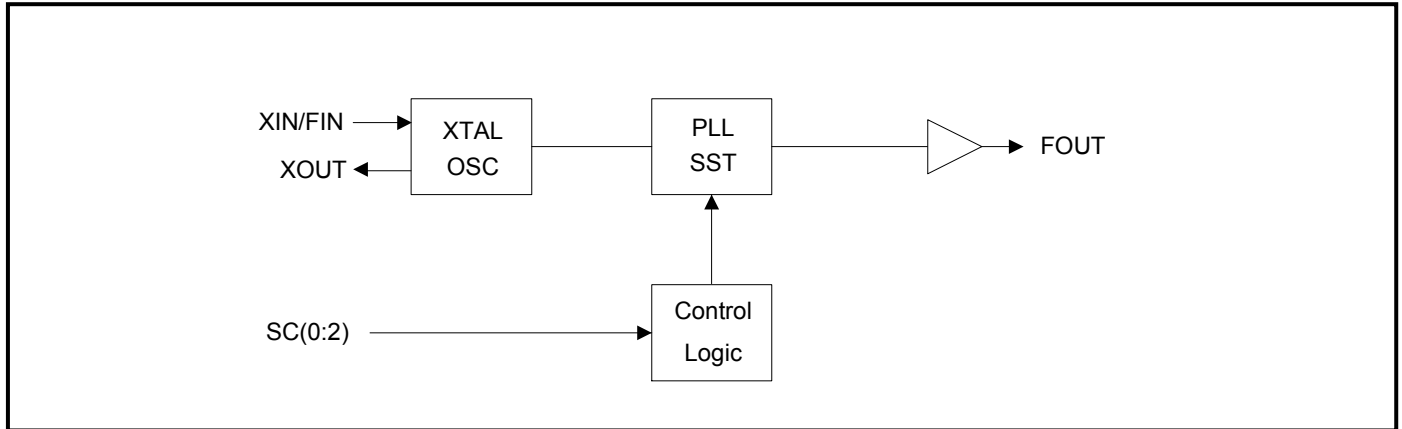 XIN/FIN
XOUT
XTAL
OSC
PLL
SST
FOUT
SC(0:2)
Control
Logic